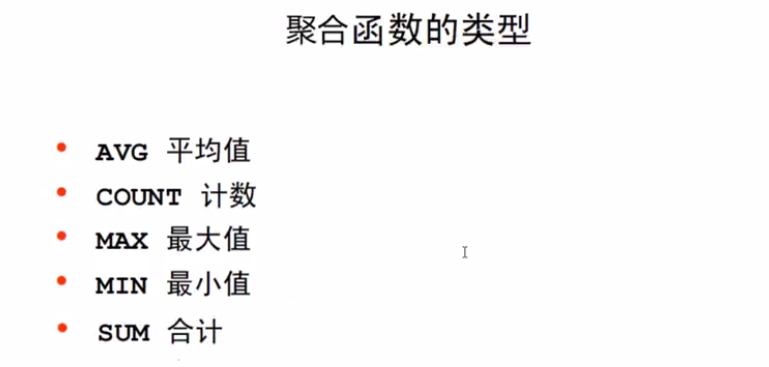 聚合函数的类型
• AVG 平均值
• COUNT 计数
• MAX 最大值
• MIN 最小值
• SUM 合计